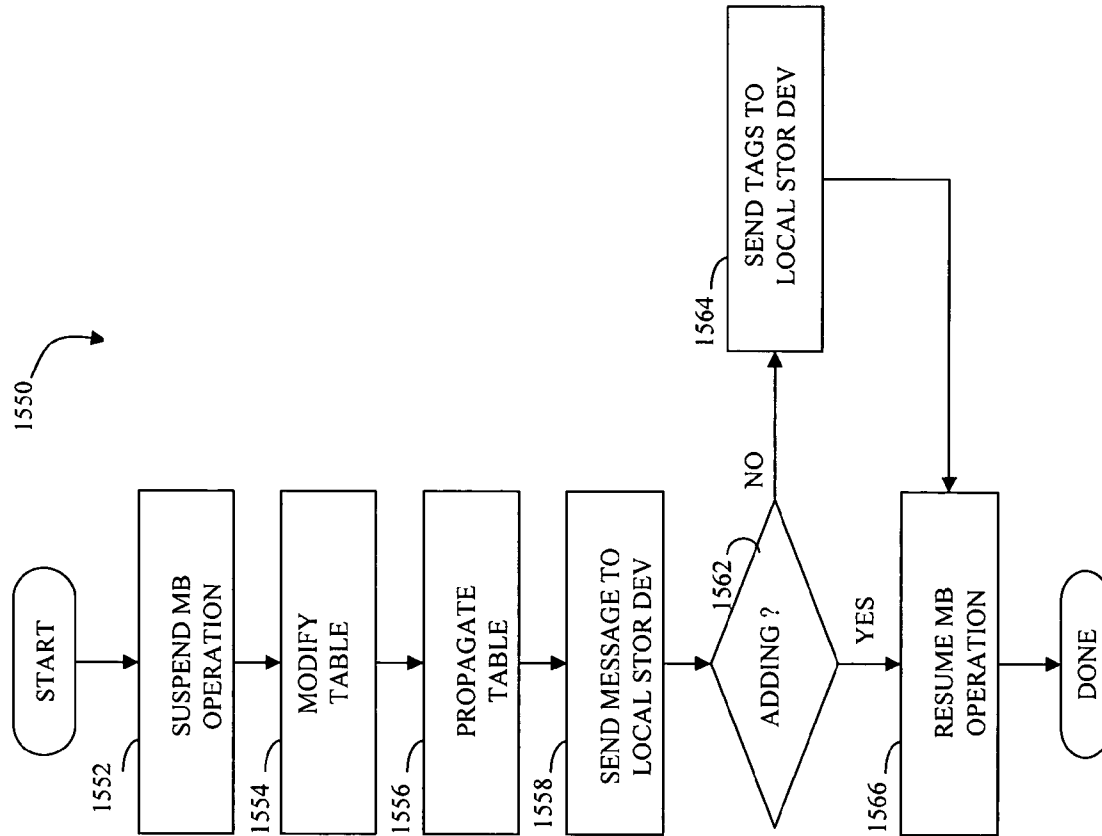 1550
START
1552
SUSPEND MB
OPERATION
1554
MODIFY
TABLE
1556
PROPAGATE
TABLE
1558
SEND MESSAGE TO
LOCAL STOR DEV
1562
ADDING ?
NO
1564
SEND TAGS TO
LOCAL STOR DEV
YES
1566
RESUME MB
OPERATION
DONE